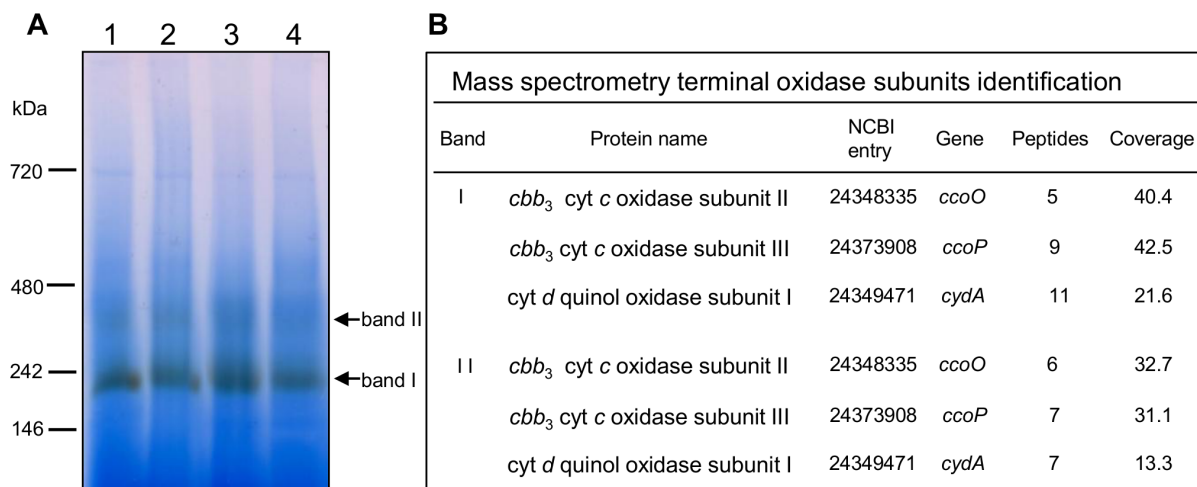 A
1 2 3 4
kDa
720
480
band II
242
band I
146
B
Mass spectrometry terminal oxidase subunits identification
Band Protein name NCBI entry Gene Peptides Coverage
I cbb3 cyt c oxidase subunit II 24348335 ccoO 5 40.4
cbb3 cyt c oxidase subunit III 24373908 ccoP 9 42.5
cyt d quinol oxidase subunit I 24349471 cydA 11 21.6
II cbb3 cyt c oxidase subunit II 24348335 ccoO 6 32.7
cbb3 cyt c oxidase subunit III 24373908 ccoP 7 31.1
cyt d quinol oxidase subunit I 24349471 cydA 7 13.3